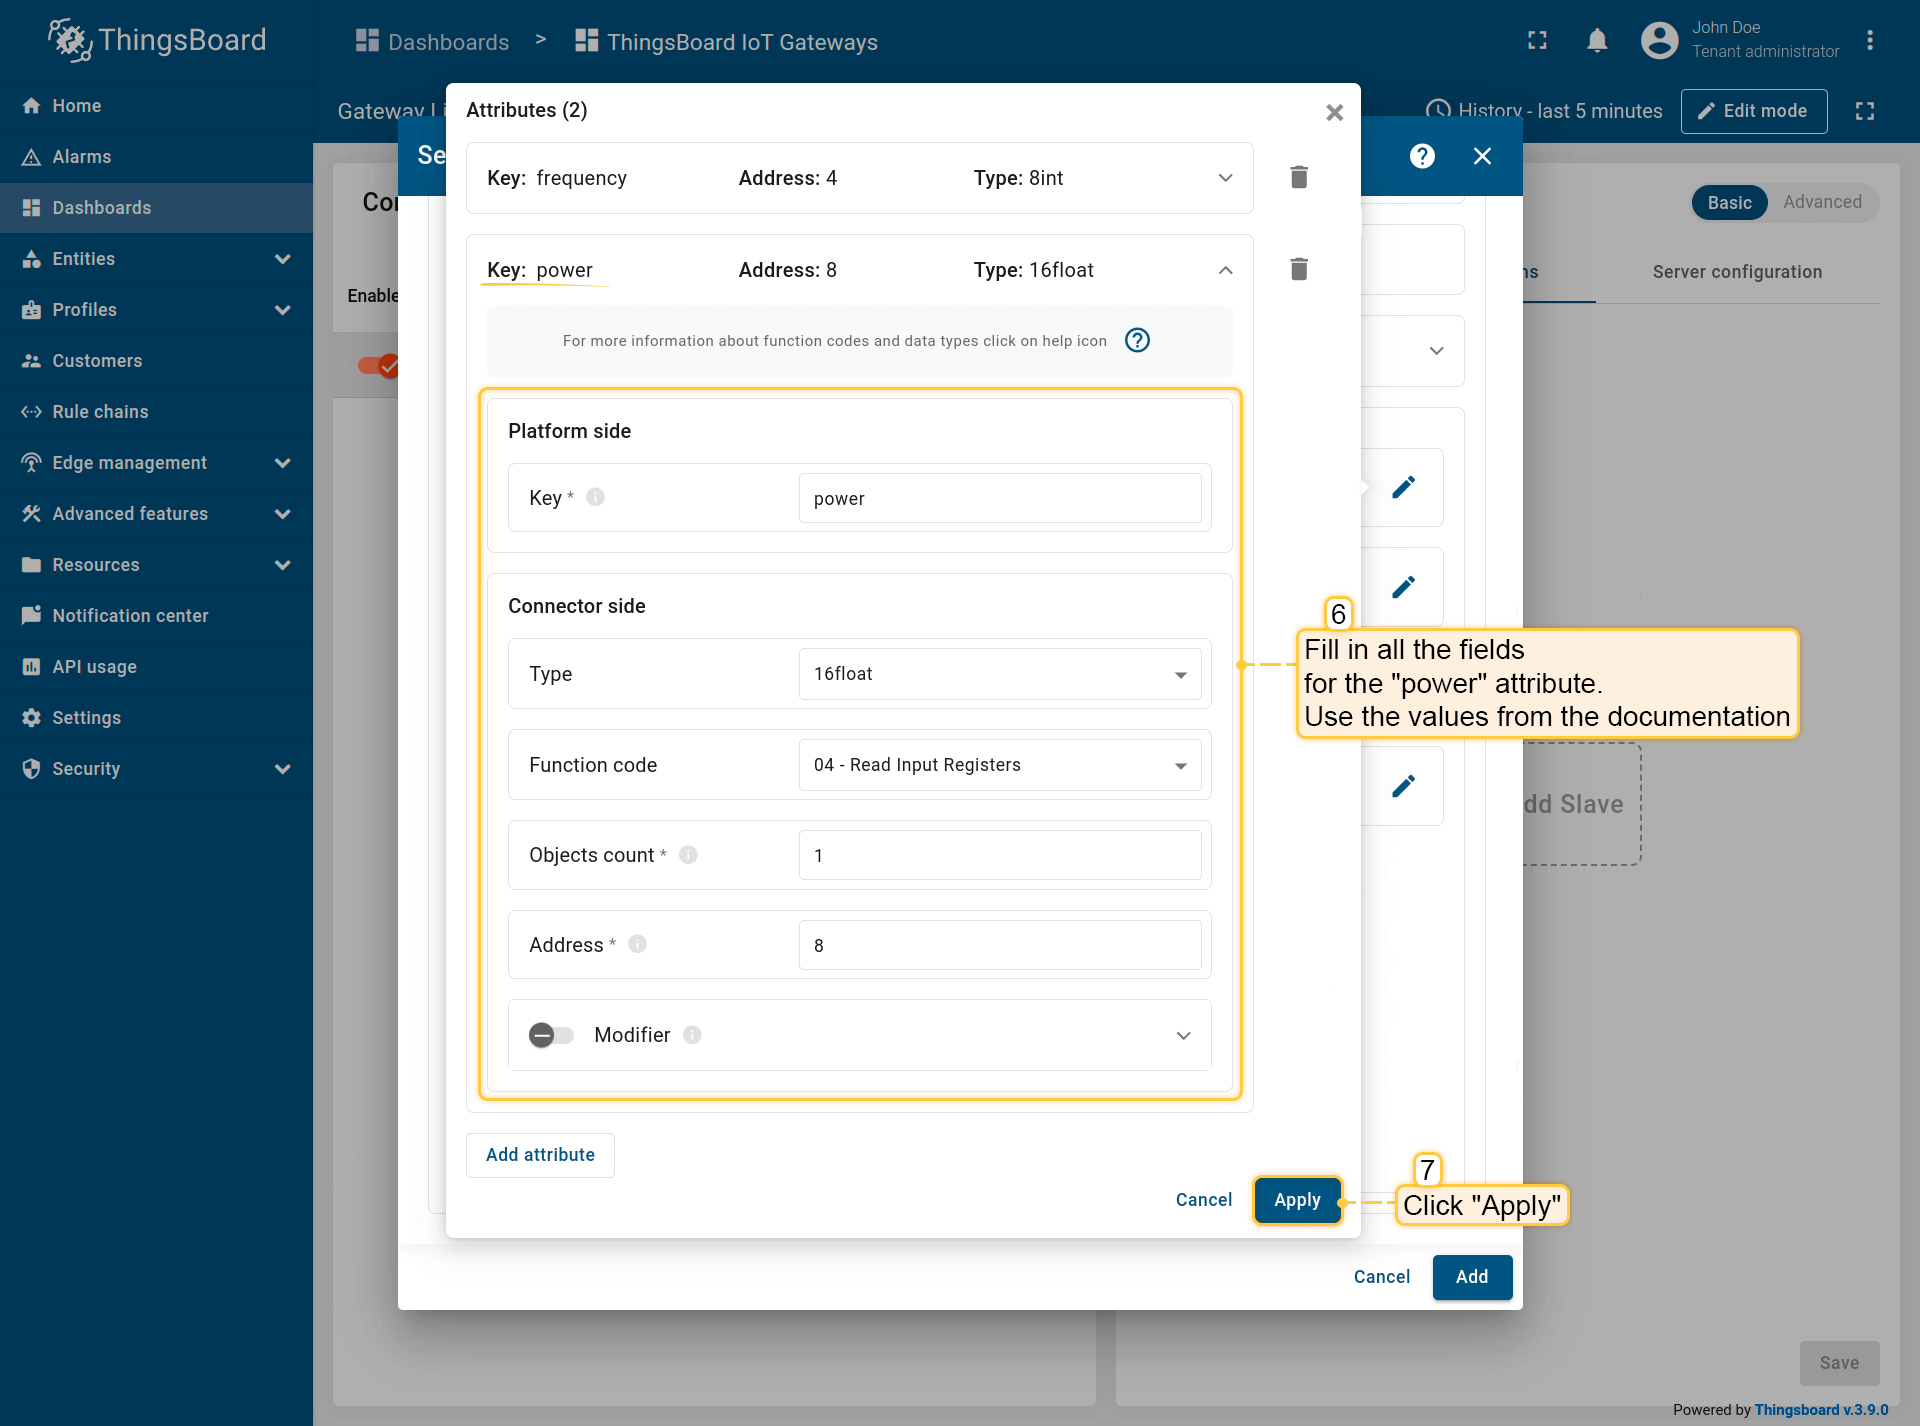 ThingsBoard
Dashboards > ThingsBoard IoT Gateways
John Doe
Tenant administrator
Home
Alarms
Dashboards
Entities
Profiles
Customers
Rule chains
Edge management
Advanced features
Resources
Notification center
API usage
Settings
Security
Gateway Li
History - last 5 minutes
Edit mode
Se
Co
Enable
Basic
Advanced
ns
Server configuration
Attributes (2)
Key: frequency Address: 4 Type: 8int
Key: power Address: 8 Type: 16float
For more information about function codes and data types click on help icon
Platform side
Key * power
Connector side
Type 16float
Function code 04 - Read Input Registers
Objects count * 1
Address * 8
Modifier
Add attribute
Cancel Apply
6
Fill in all the fields
for the "power" attribute.
Use the values from the documentation
dd Slave
7
Click "Apply"
Cancel Add
Save
Powered by Thingsboard v.3.9.0